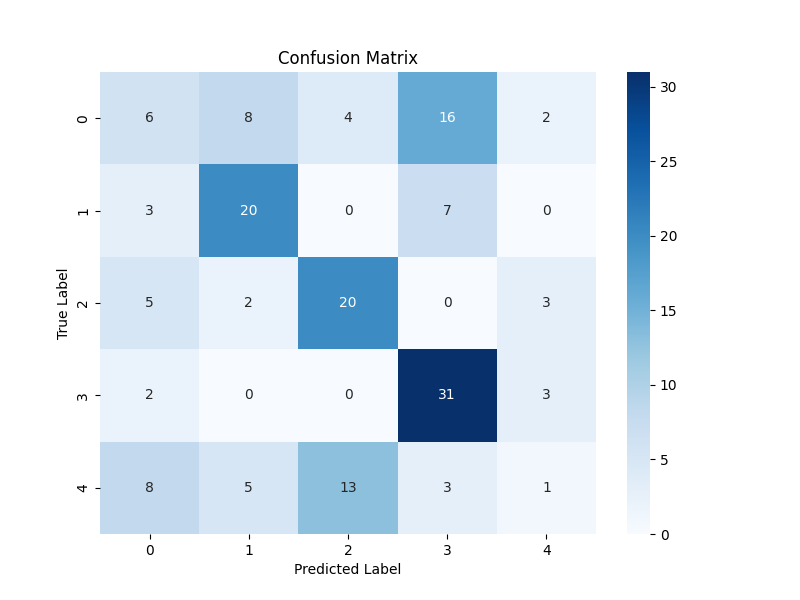 Confusion Matrix
True Label
0 6 8 4 16 2
1 3 20 0 7 0
2 5 2 20 0 3
3 2 0 0 31 3
4 8 5 13 3 1
0 1 2 3 4
Predicted Label
30
25
20
15
10
5
0